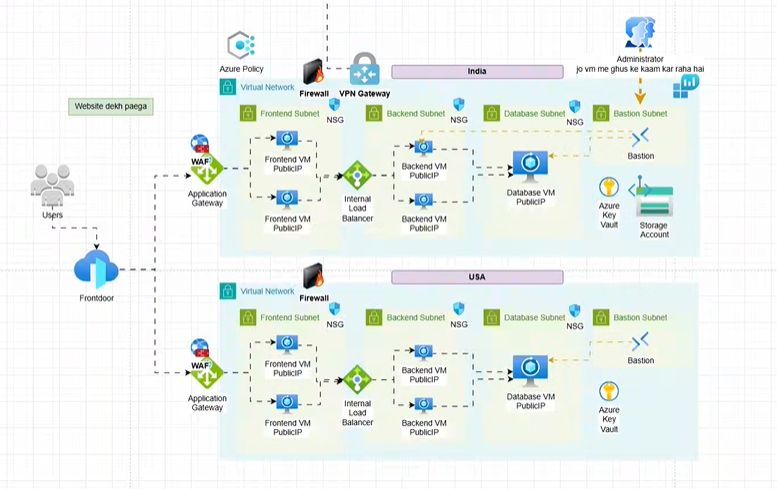 Administrator
jo vm me ghus ke kaam kar raha hai
Azure Policy
India
Virtual Network
Firewall
VPN Gateway
Website dekh paega
Frontend Subnet
NSG
Backend Subnet
NSG
Database Subnet
NSG
Bastion Subnet
WAF
Frontend VM
PublicIP
Backend VM
PublicIP
Bastion
Users
Application
Gateway
Frontend VM
PublicIP
Internal
Load
Balancer
Backend VM
PublicIP
Database VM
PublicIP
Azure
Key
Vault
Storage
Account
Frontdoor
USA
Virtual Network
Firewall
Frontend Subnet
NSG
Backend Subnet
NSG
Database Subnet
NSG
Bastion Subnet
WAF
Frontend VM
PublicIP
Backend VM
PublicIP
Bastion
Application
Gateway
Frontend VM
PublicIP
Internal
Load
Balancer
Backend VM
PublicIP
Database VM
PublicIP
Azure
Key
Vault